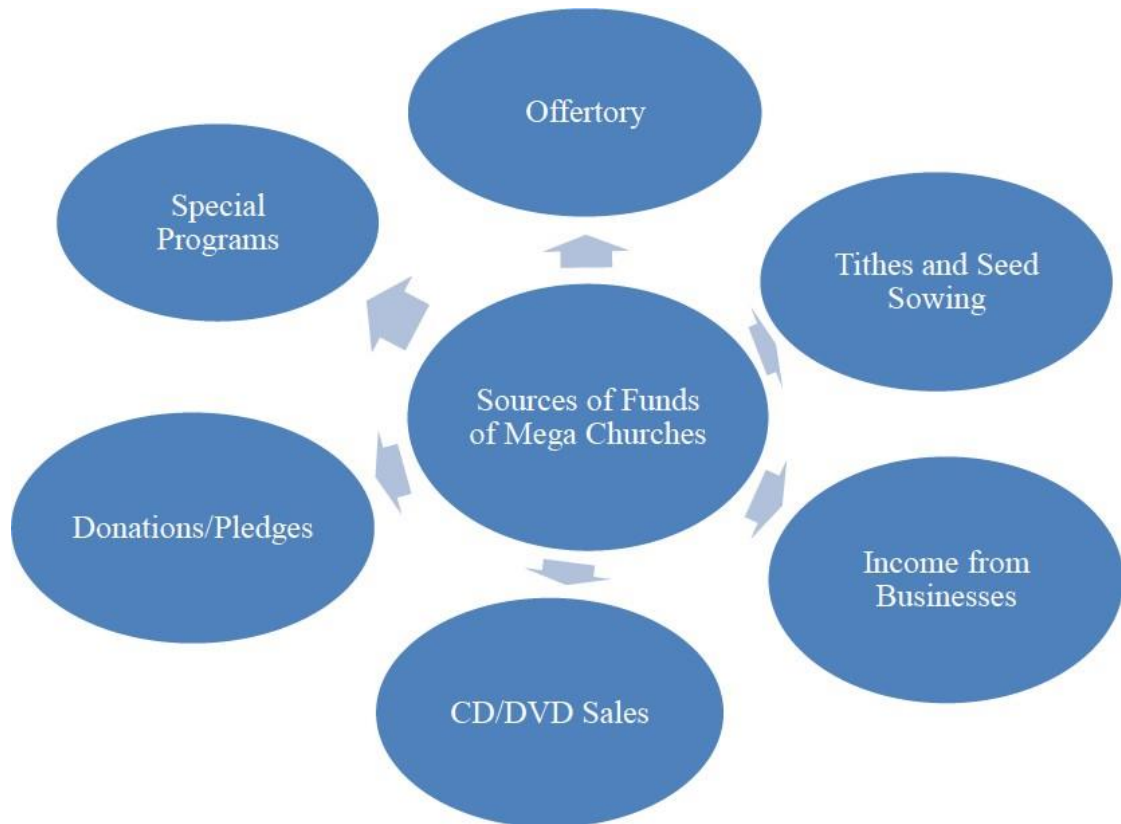 Offertory
Special
Programs
Tithes and Seed
Sowing
Sources of Funds
of Mega Churches
Donations/Pledges
Income from
Businesses
CD/DVD Sales